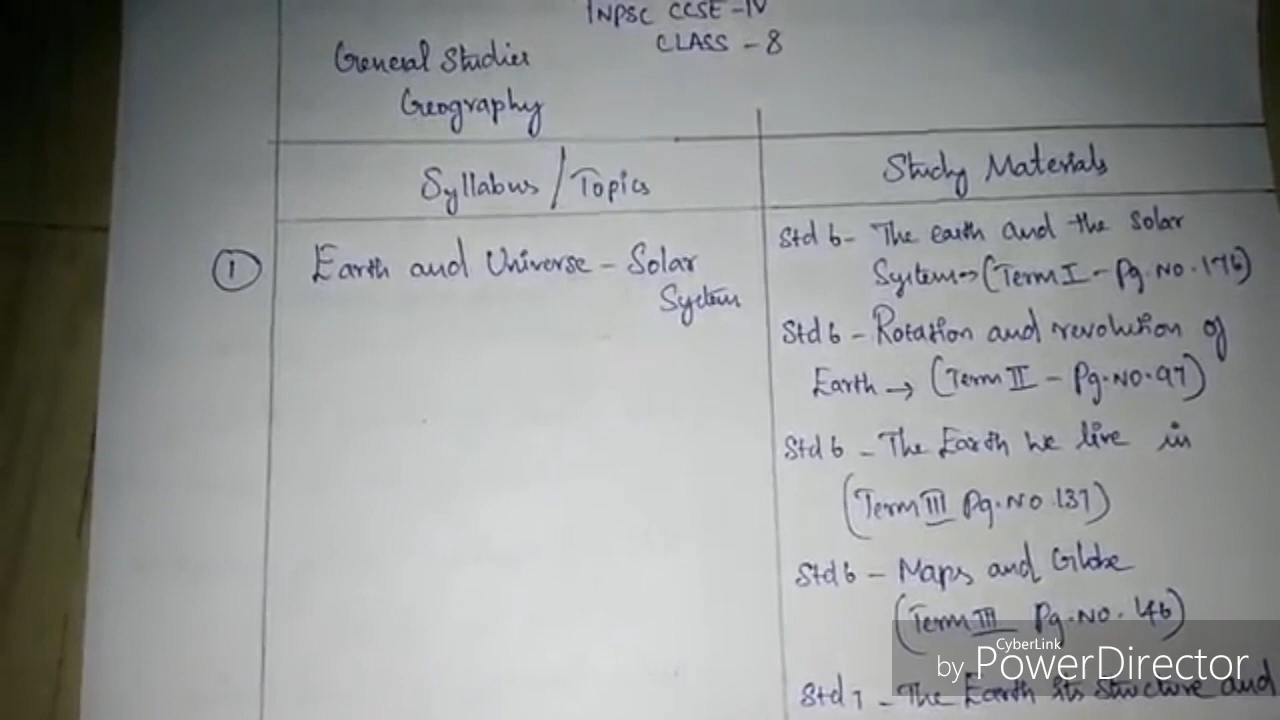 TNPSC CCSE - IV
CLASS - 8
General Studies
Geography
Syllabus / Topics
Study Materials
1
Earth and Universe - Solar
System
Std 6 - The earth and the solar
System → (Term I - Pg. No. 176)
Std 6 - Rotation and revolution of
Earth → (Term II - Pg. No. 97)
Std 6 - The Earth we live in
(Term III Pg. No. 137)
Std 6 - Maps and Globe
(Term III Pg. No. 146)
Std 7 - The Earth its structure and
CyberLink
by PowerDirector